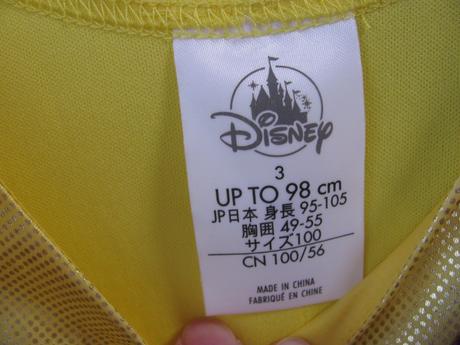 Disney
3
UP TO 98 cm
JP日本 身長 95-105
胸囲 49-55
サイズ100
CN 100/56
MADE IN CHINA
FABRIQUÉ EN CHINE